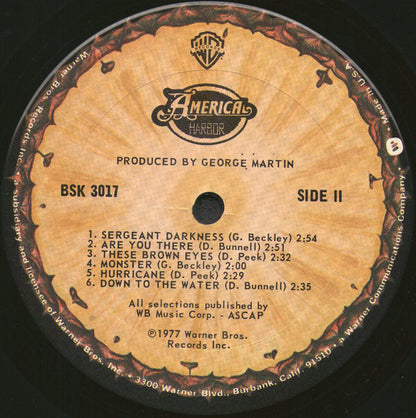 WB
AMERICA
HARBOR
PRODUCED BY GEORGE MARTIN
BSK 3017
SIDE II
1. SERGEANT DARKNESS (G. Beckley) 2:54
2. ARE YOU THERE (D. Bunnell) 2:51
3. THESE BROWN EYES (D. Peek) 2:32
4. MONSTER (G. Beckley) 2:00
5. HURRICANE (D. Peek) 2:29
6. DOWN TO THE WATER (D. Bunnell) 2:35
All selections published by
WB Music Corp. - ASCAP
℗1977 Warner Bros.
Records Inc.
Warner Bros. Records Inc., a subsidiary and licensee of Warner Bros. Inc., 3300 Warner Blvd., Burbank, Calif. 91510 • a Warner Communications Company. • Made in U.S.A.